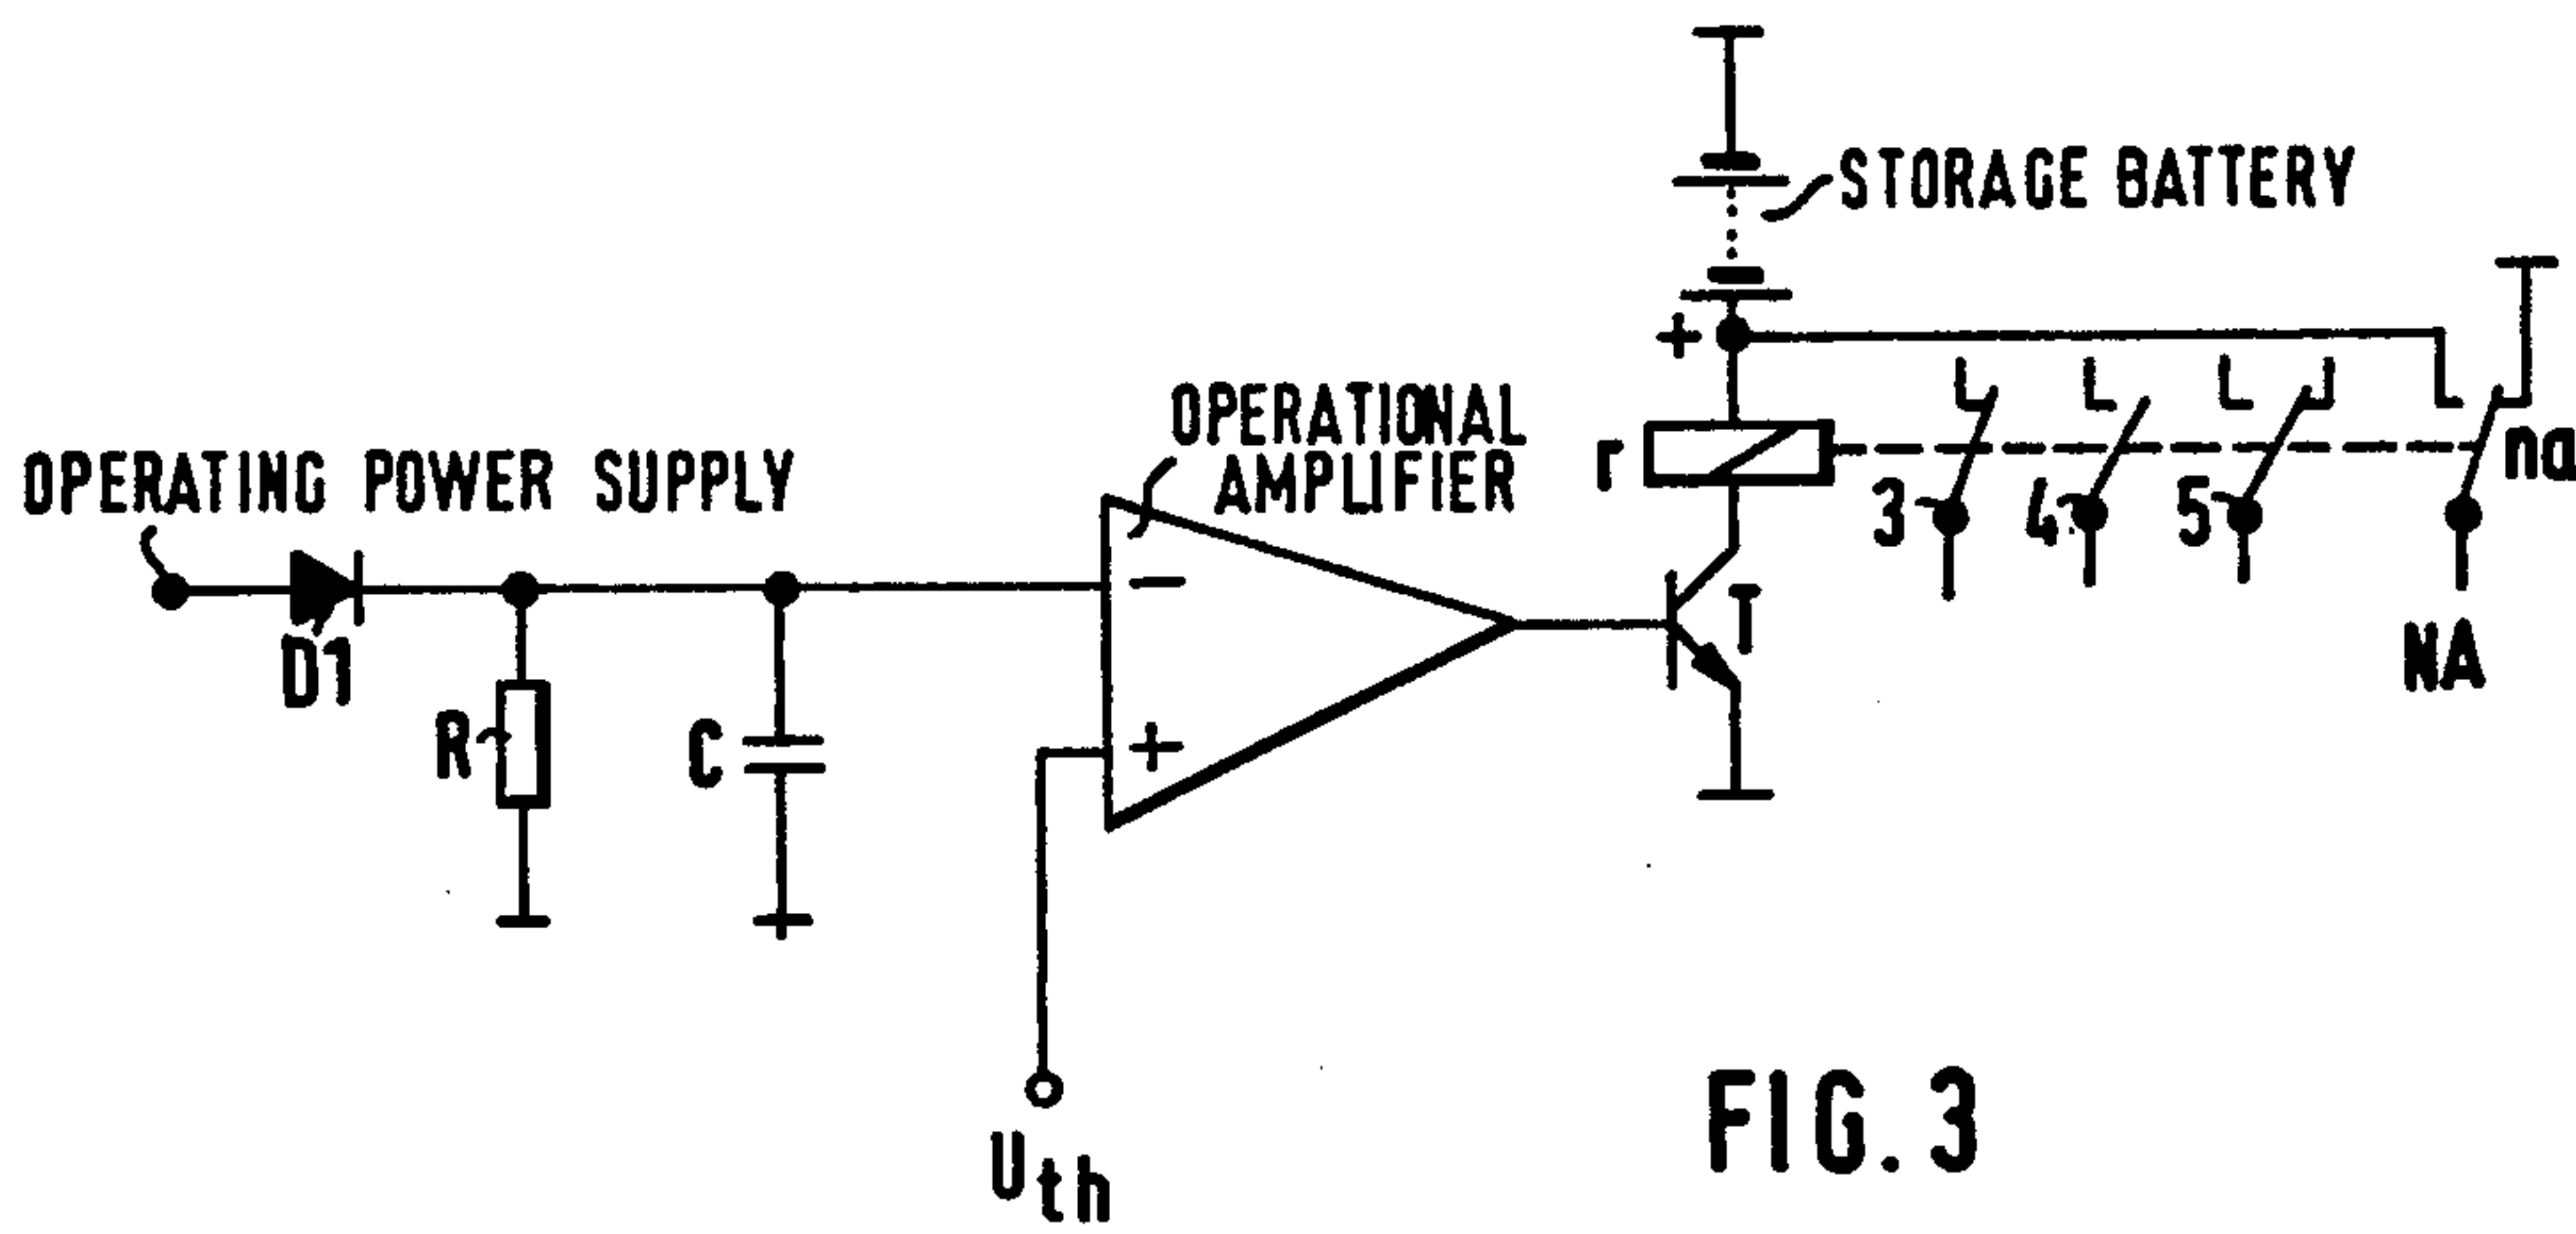 STORAGE BATTERY
+
OPERATIONAL
AMPLIFIER
OPERATING POWER SUPPLY
r
3
4
5
na
D1
−
T
NA
R
C
+
Uth
FIG. 3